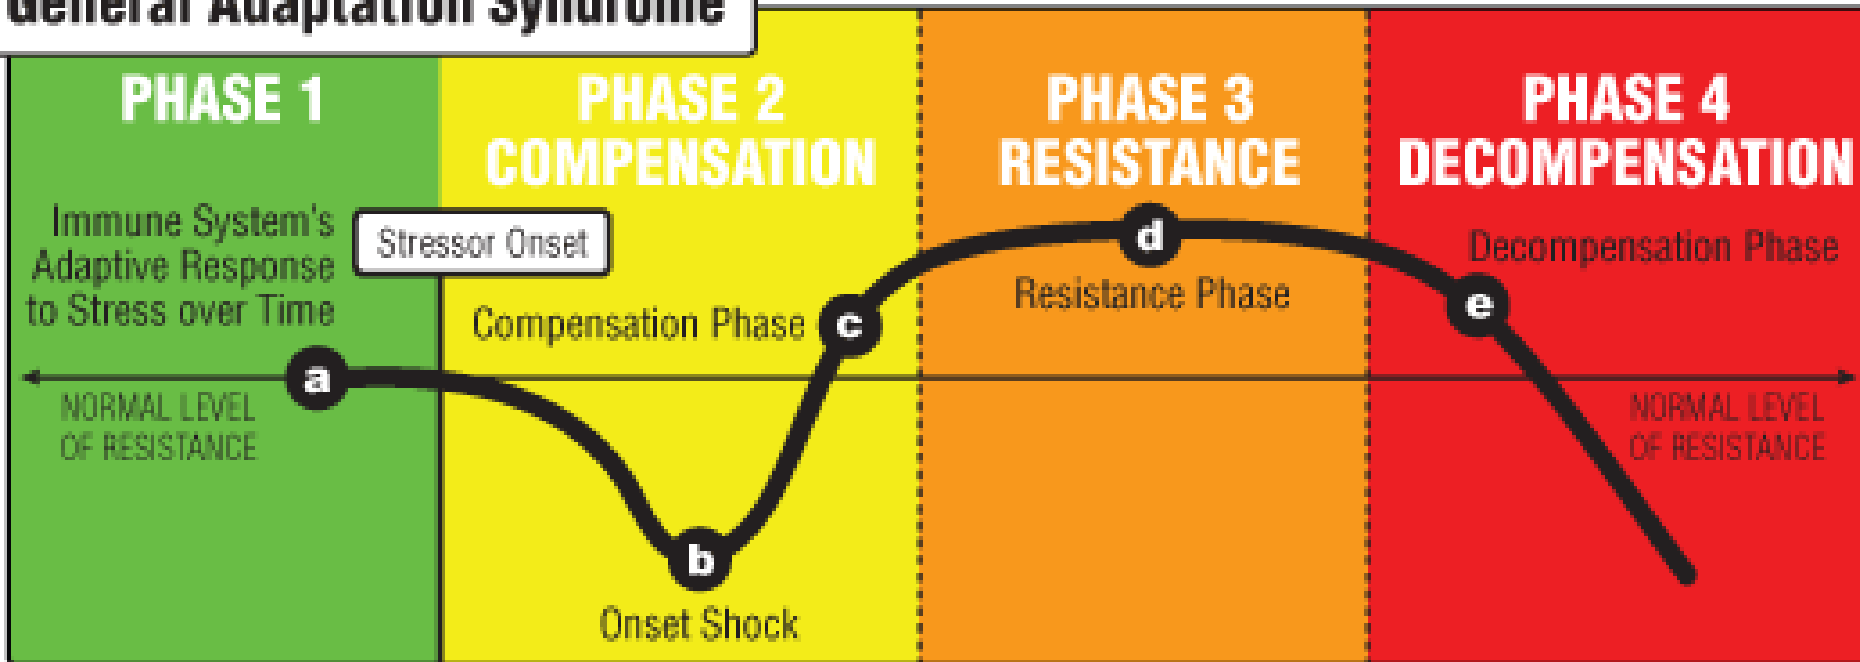 General Adaptation Syndrome
PHASE 1
Immune System's
Adaptive Response
to Stress over Time
a
NORMAL LEVEL
OF RESISTANCE
Stressor Onset
PHASE 2
COMPENSATION
Compensation Phase
c
b
Onset Shock
PHASE 3
RESISTANCE
d
Resistance Phase
PHASE 4
DECOMPENSATION
Decompensation Phase
e
NORMAL LEVEL
OF RESISTANCE